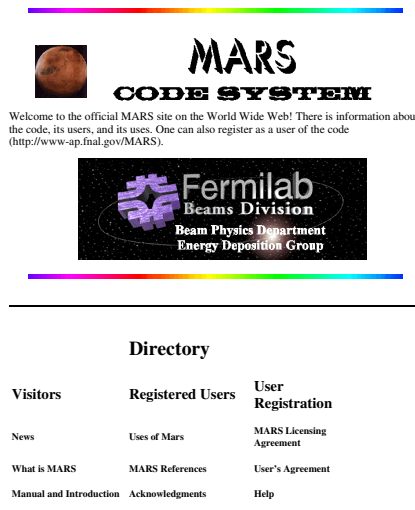 MARS
CODE SYSTEM
Welcome to the official MARS site on the World Wide Web! There is information abou
the code, its users, and its uses. One can also register as a user of the code
(http://www-ap.fnal.gov/MARS).
Fermilab
Beams Division
Beam Physics Department
Energy Deposition Group
Directory
Visitors
Registered Users
User
Registration
News
Uses of Mars
MARS Licensing
Agreement
What is MARS
MARS References
User's Agreement
Manual and Introduction
Acknowledgments
Help